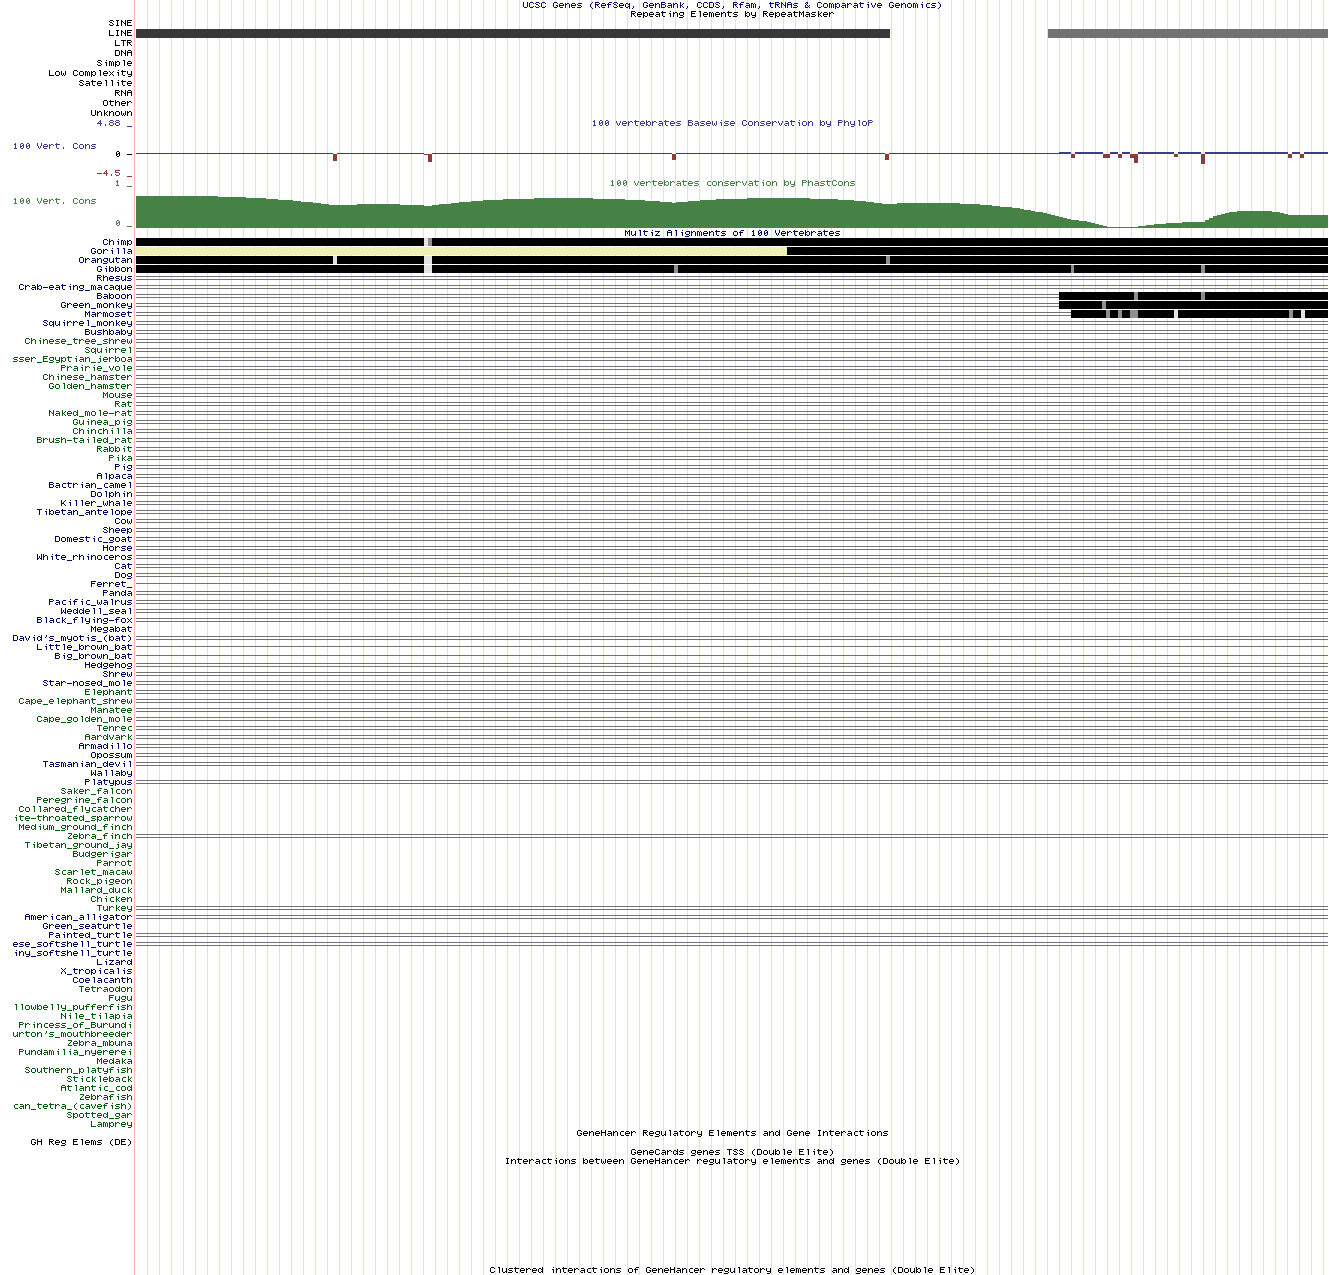 UCSC Genes (RefSeq, GenBank, CCDS, Rfam, tRNAs & Comparative Genomics)
Repeating Elements by RepeatMasker
SINE
LINE
LTR
DNA
Simple
Low Complexity
Satellite
RNA
Other
Unknown
4.88 _
100 vertebrates Basewise Conservation by PhyloP
100 Vert. Cons
0 _
-4.5 _
1 _
100 vertebrates conservation by PhastCons
100 Vert. Cons
0 _
Multiz Alignments of 100 Vertebrates
Chimp
Gorilla
Orangutan
Gibbon
Rhesus
Crab-eating_macaque
Baboon
Green_monkey
Marmoset
Squirrel_monkey
Bushbaby
Chinese_tree_shrew
Squirrel
sser_Egyptian_jerboa
Prairie_vole
Chinese_hamster
Golden_hamster
Mouse
Rat
Naked_mole-rat
Guinea_pig
Chinchilla
Brush-tailed_rat
Rabbit
Pika
Pig
Alpaca
Bactrian_camel
Dolphin
Killer_whale
Tibetan_antelope
Cow
Sheep
Domestic_goat
Horse
White_rhinoceros
Cat
Dog
Ferret_
Panda
Pacific_walrus
Weddell_seal
Black_flying-fox
Megabat
David's_myotis_(bat)
Little_brown_bat
Big_brown_bat
Hedgehog
Shrew
Star-nosed_mole
Elephant
Cape_elephant_shrew
Manatee
Cape_golden_mole
Tenrec
Aardvark
Armadillo
Opossum
Tasmanian_devil
Wallaby
Platypus
Saker_falcon
Peregrine_falcon
Collared_flycatcher
ite-throated_sparrow
Medium_ground_finch
Zebra_finch
Tibetan_ground_jay
Budgerigar
Parrot
Scarlet_macaw
Rock_pigeon
Mallard_duck
Chicken
Turkey
American_alligator
Green_seaturtle
Painted_turtle
ese_softshell_turtle
iny_softshell_turtle
Lizard
X_tropicalis
Coelacanth
Tetraodon
Fugu
llowbelly_pufferfish
Nile_tilapia
Princess_of_Burundi
urton's_mouthbreeder
Zebra_mbuna
Pundamilia_nyererei
Medaka
Southern_platyfish
Stickleback
Atlantic_cod
Zebrafish
can_tetra_(cavefish)
Spotted_gar
Lamprey
GeneHancer Regulatory Elements and Gene Interactions
GH Reg Elems (DE)
GeneCards genes TSS (Double Elite)
Interactions between GeneHancer regulatory elements and genes (Double Elite)
Clustered interactions of GeneHancer regulatory elements and genes (Double Elite)